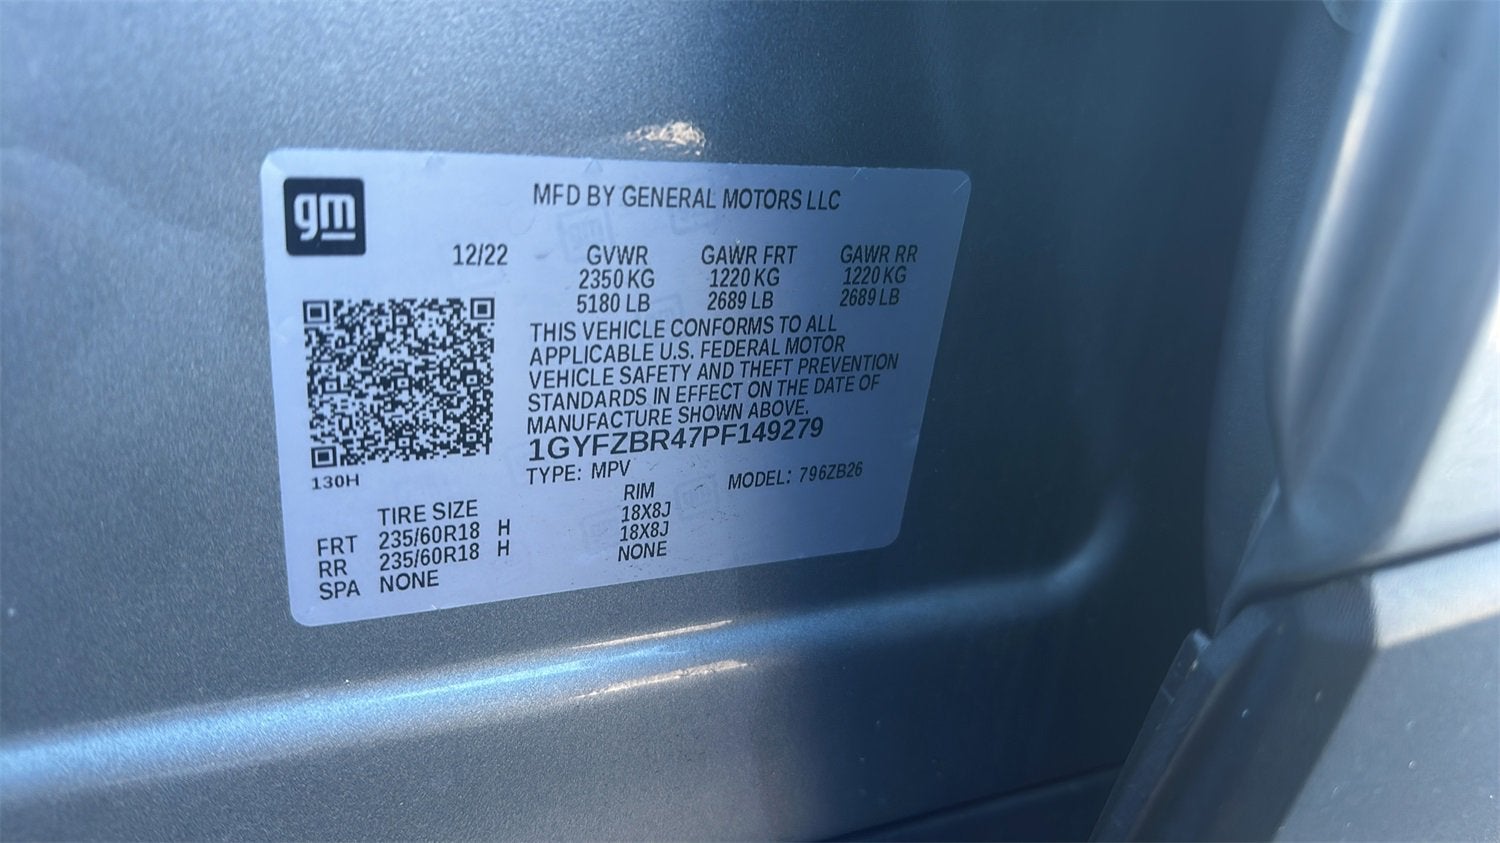 gm
MFD BY GENERAL MOTORS LLC
12/22 GVWR GAWR FRT GAWR RR
2350 KG 1220 KG 1220 KG
5180 LB 2689 LB 2689 LB
THIS VEHICLE CONFORMS TO ALL
APPLICABLE U.S. FEDERAL MOTOR
VEHICLE SAFETY AND THEFT PREVENTION
STANDARDS IN EFFECT ON THE DATE OF
MANUFACTURE SHOWN ABOVE.
1GYFZBR47PF149279
130H
TYPE: MPV MODEL: 796ZB26
TIRE SIZE RIM
FRT 235/60R18 H 18X8J
RR 235/60R18 H 18X8J
SPA NONE NONE